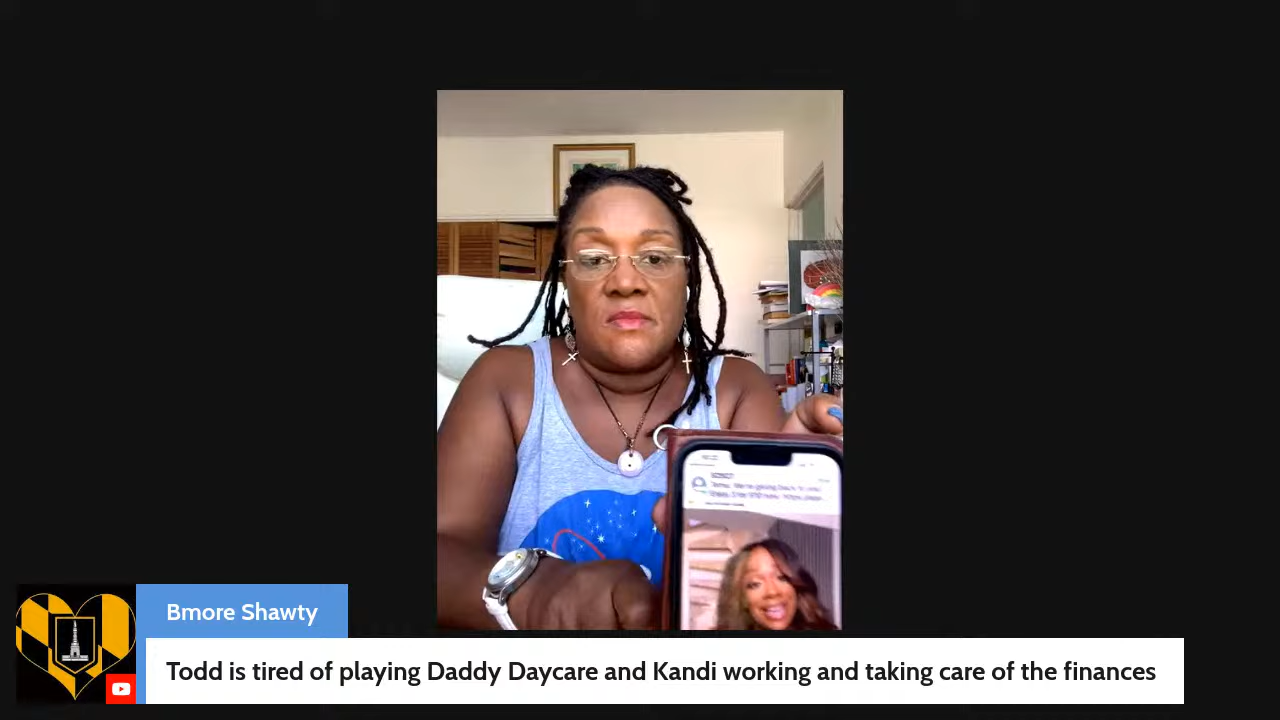 Bmore Shawty
Todd is tired of playing Daddy Daycare and Kandi working and taking care of the finances